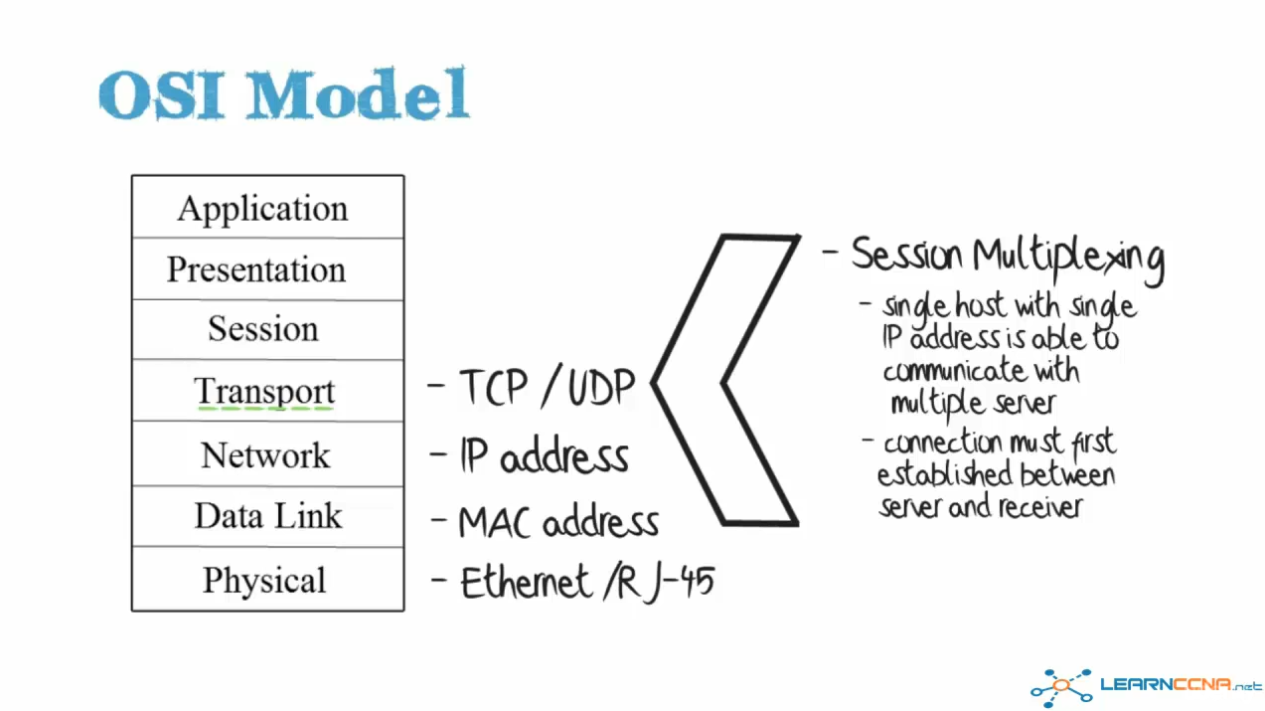 OSI Model
Application
Presentation
Session
Transport
Network
Data Link
Physical
- TCP / UDP
- IP address
- MAC address
- Ethernet /RJ-45
- Session Multiplexing
- single host with single
IP address is able to
communicate with
multiple server
- connection must first
established between
server and receiver
LEARNCCNA.net